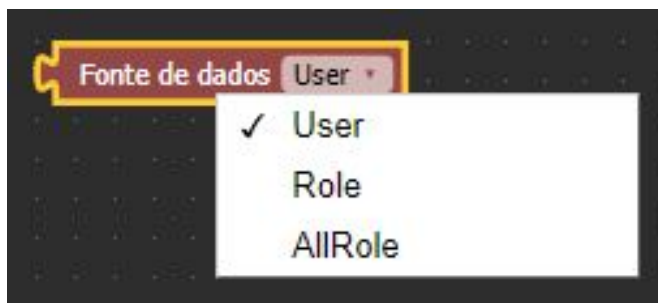 Fonte de dados User
✓ User
Role
AllRole